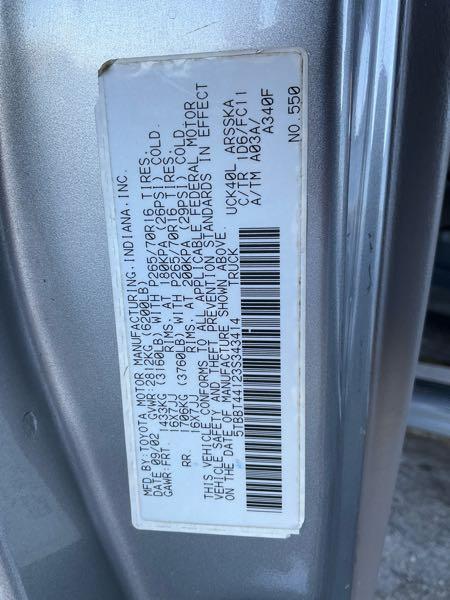 MFD.BY:TOYOTA MOTOR MANUFACTURING.INDIANA.INC.
DATE 09/02 GVWR:2812KG (6200LB)
GAWR:FRT. 1433KG (3160LB) WITH P265/70R16 TIRES.
16X7JJ RIMS. AT 180KPA (26PSI) COLD.
RR. 1706KG (3760LB) WITH P265/70R16 TIRES.
16X7JJ RIMS. AT 200KPA (29PSI) COLD.
THIS VEHICLE CONFORMS TO ALL APPLICABLE FEDERAL MOTOR
VEHICLE SAFETY AND THEFT PREVENTION STANDARDS IN EFFECT
ON THE DATE OF MANUFACTURE SHOWN ABOVE.
5TBBT44123S343414 TRUCK
UCK40L ARSSKA
C/TR 1D6/FC11
A/TM A03A/
A340F
NO.550